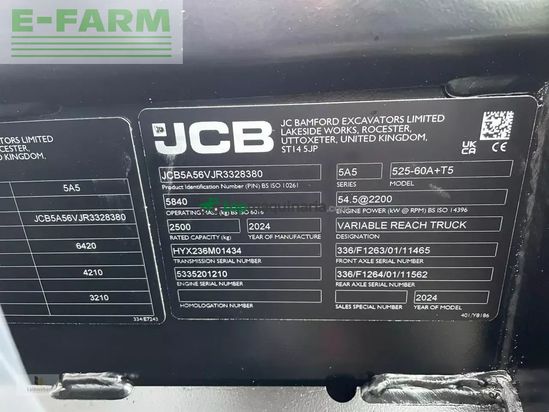 E-FARM
ITED
5A5
JCB5A56VJR3328380
6420
4210
3210
334/E7243
JCB
JC BAMFORD EXCAVATORS LIMITED
LAKESIDE WORKS, ROCESTER,
UTTOXETER, UNITED KINGDOM,
ST14 5JP
UK
CA
JCB5A56VJR3328380
Product Identification Number (PIN) BS ISO 10261
5A5
SERIES
525-60A+T5
MODEL
5840
OPERATING MASS (kg) BS ISO 6016
54.5@2200
ENGINE POWER (kW @ RPM) BS ISO 14396
2500
RATED CAPACITY (kg)
2024
YEAR OF MANUFACTURE
VARIABLE REACH TRUCK
DESIGNATION
HYX236M01434
TRANSMISSION SERIAL NUMBER
336/F1263/01/11465
FRONT AXLE SERIAL NUMBER
5335201210
ENGINE SERIAL NUMBER
336/F1264/01/11562
REAR AXLE SERIAL NUMBER
HOMOLOGATION NUMBER
SALES SPECIAL NUMBER
2024
YEAR OF MODEL
401/Y8186